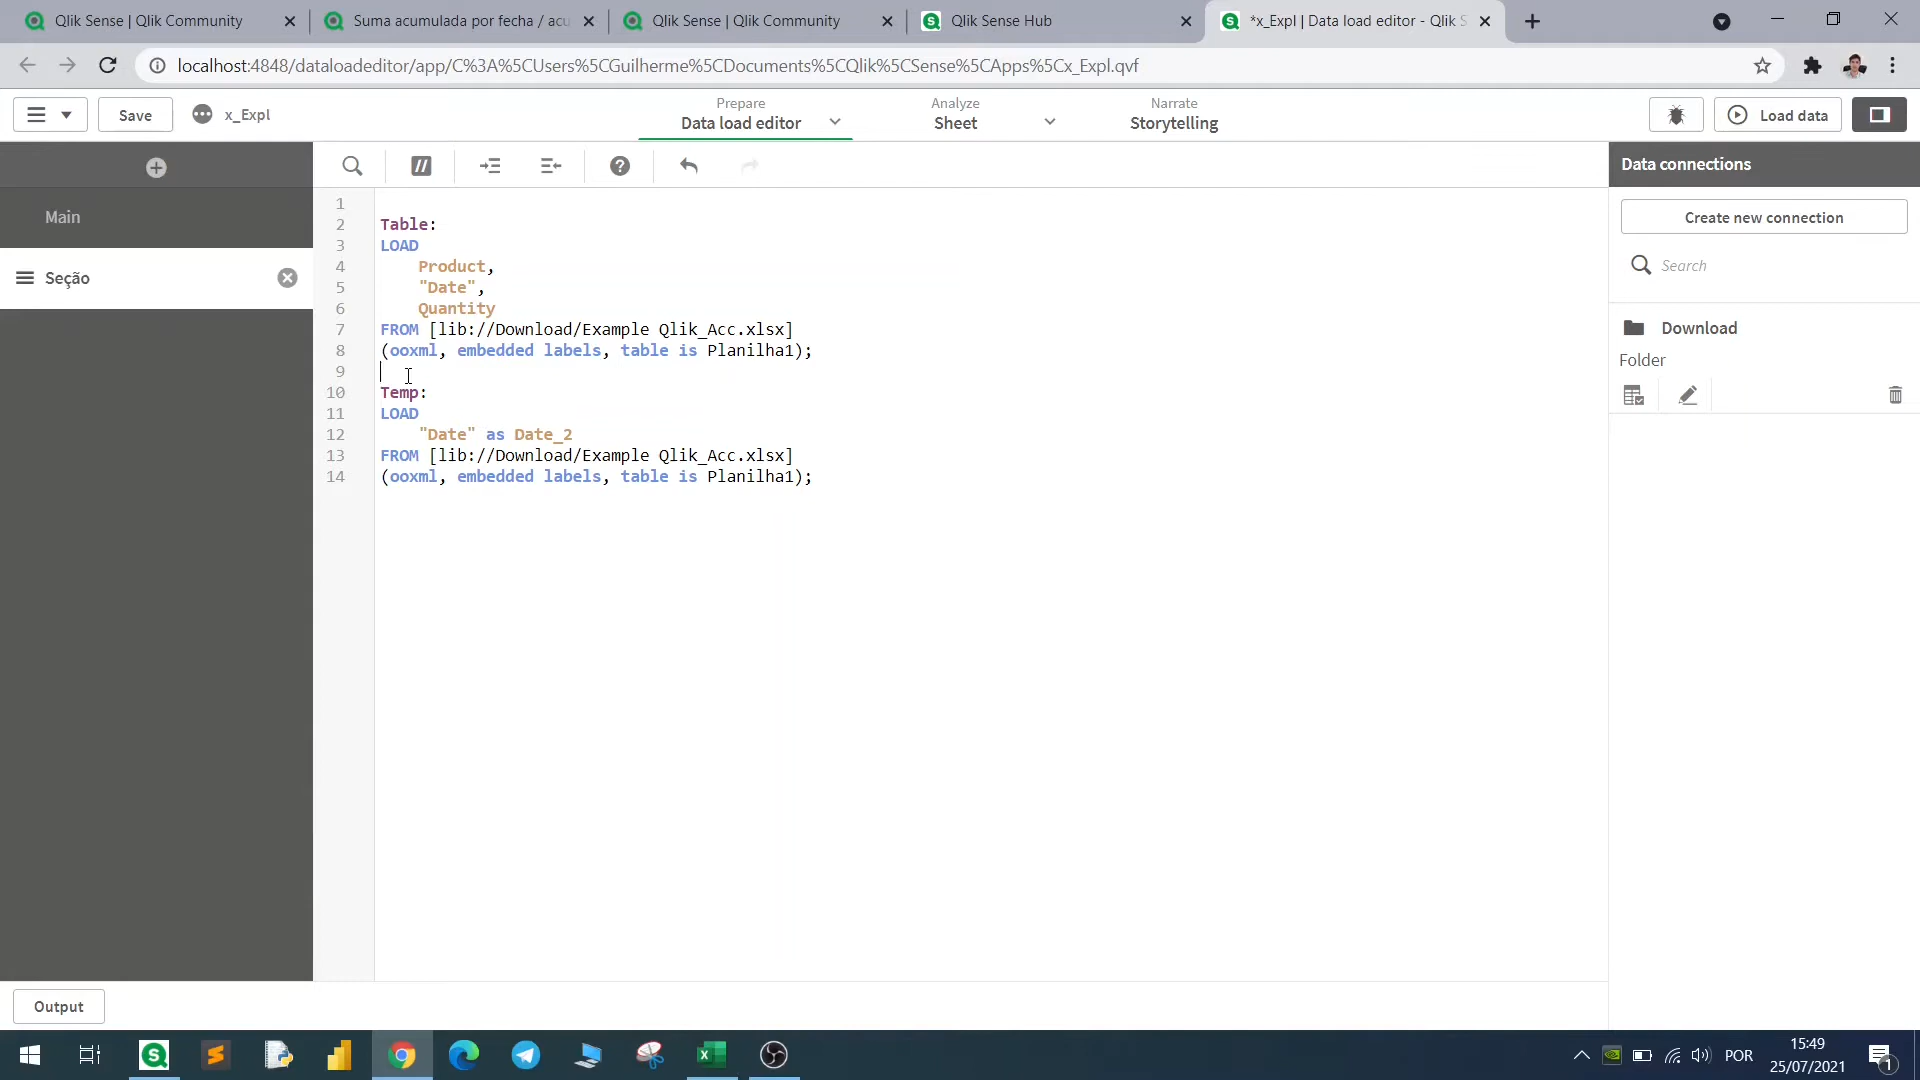 Qlik Sense | Qlik Community
Suma acumulada por fecha / acu
Qlik Sense | Qlik Community
Qlik Sense Hub
*x_Expl | Data load editor - Qlik S
localhost:4848/dataloadeditor/app/C%3A%5CUsers%5CGuilherme%5CDocuments%5CQlik%5CSense%5CApps%5Cx_Expl.qvf
Save
x_Expl
Prepare
Data load editor
Analyze
Sheet
Narrate
Storytelling
Load data
Main
Seção
1
2 Table:
3 LOAD
4 Product,
5 "Date",
6 Quantity
7 FROM [lib://Download/Example Qlik_Acc.xlsx]
8 (ooxml, embedded labels, table is Planilha1);
9
10 Temp:
11 LOAD
12 "Date" as Date_2
13 FROM [lib://Download/Example Qlik_Acc.xlsx]
14 (ooxml, embedded labels, table is Planilha1);
Data connections
Create new connection
Search
Download
Folder
Output
POR
15:49
25/07/2021
1